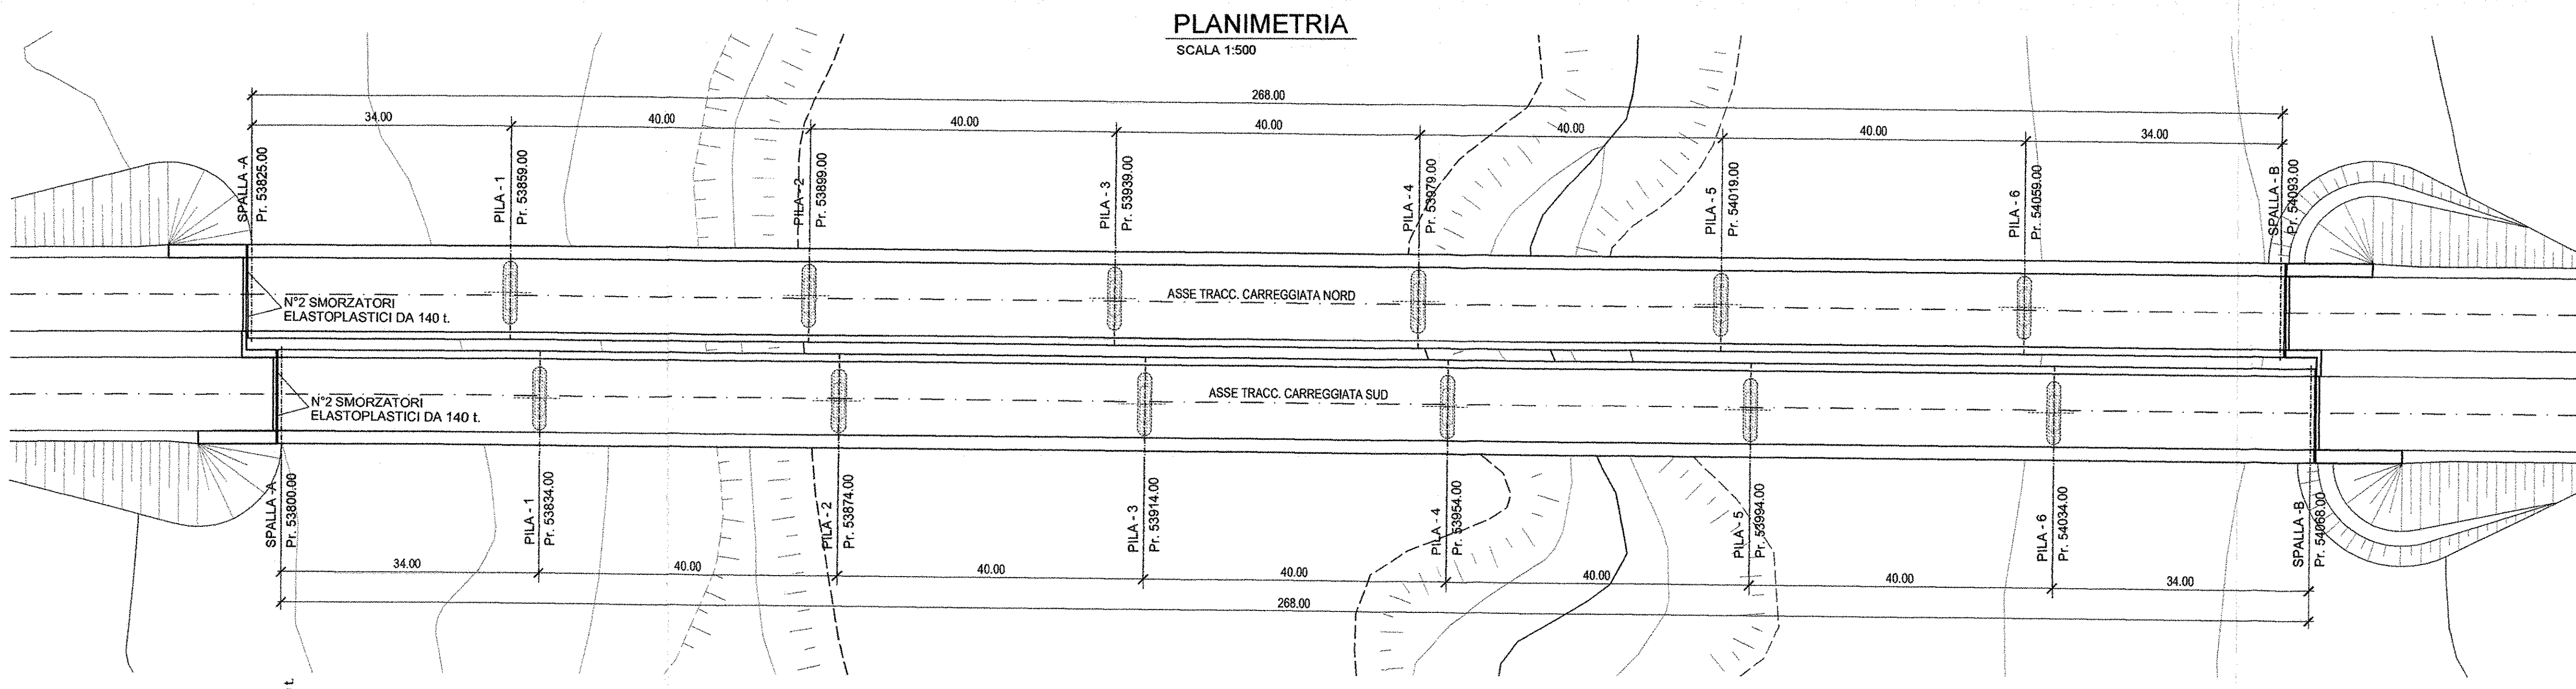 PLANIMETRIA
SCALA 1:500
268.00
34.00
40.00
40.00
40.00
40.00
40.00
34.00
SPALLA -A
Pr. 53825.00
PILA - 1
Pr. 53859.00
PILA - 2
Pr. 53899.00
PILA - 3
Pr. 53939.00
PILA - 4
Pr. 53979.00
PILA - 5
Pr. 54019.00
PILA - 6
Pr. 54059.00
SPALLA - B
Pr. 54093.00
N°2 SMORZATORI
ELASTOPLASTICI DA 140 t.
ASSE TRACC. CARREGGIATA NORD
N°2 SMORZATORI
ELASTOPLASTICI DA 140 t.
ASSE TRACC. CARREGGIATA SUD
SPALLA -A
Pr. 53800.00
PILA - 1
Pr. 53834.00
PILA - 2
Pr. 53874.00
PILA - 3
Pr. 53914.00
PILA - 4
Pr. 53954.00
PILA - 5
Pr. 53994.00
PILA - 6
Pr. 54034.00
SPALLA -B
Pr. 54068.00
34.00
40.00
40.00
40.00
40.00
40.00
34.00
268.00
t.